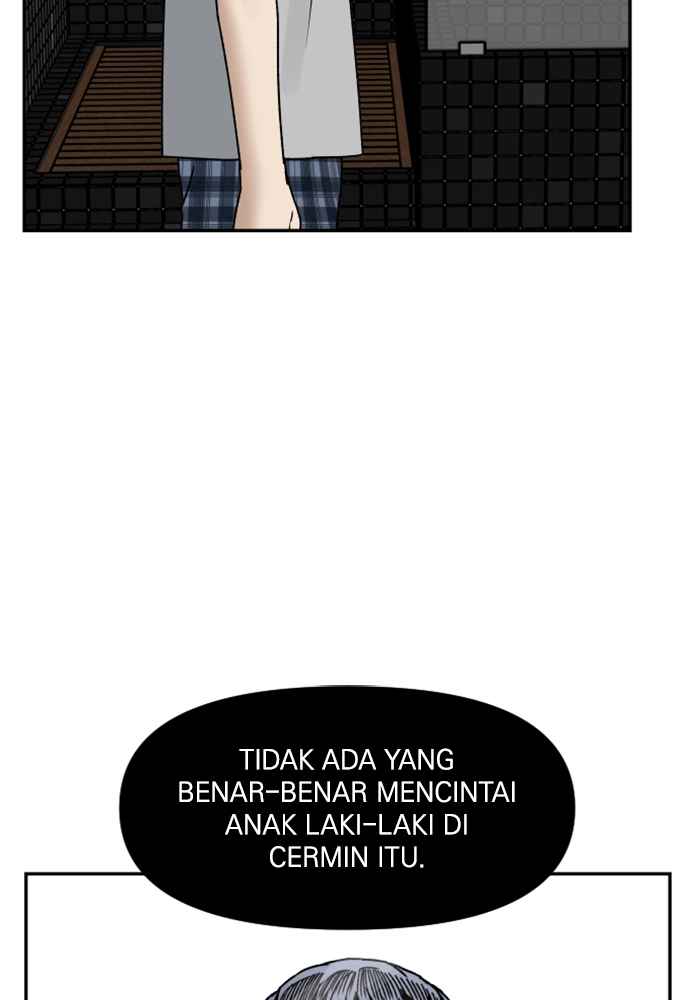 TIDAK ADA YANG
BENAR-BENAR MENCINTAI
ANAK LAKI-LAKI DI
CERMIN ITU.